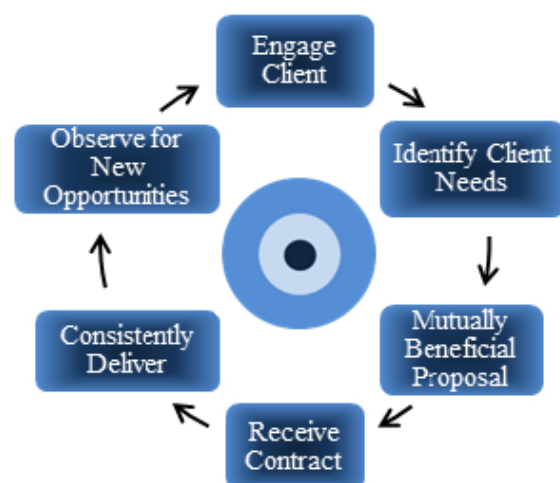 Engage
Client
Identify Client
Needs
Mutually
Beneficial
Proposal
Receive
Contract
Consistently
Deliver
Observe for
New
Opportunities